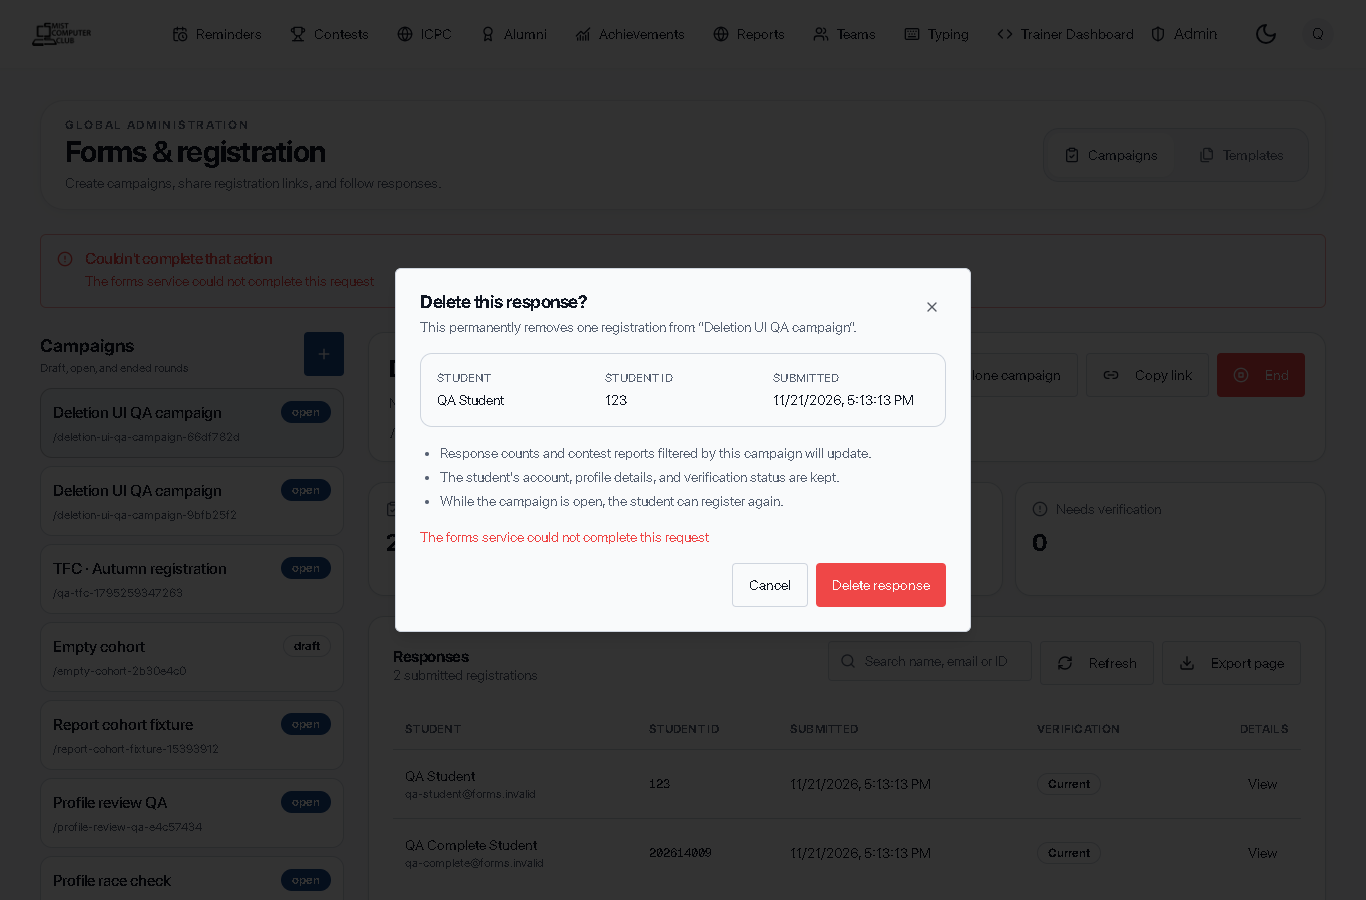 MIST
COMPUTER
CLUB
Reminders
Contests
ICPC
Alumni
Achievements
Reports
Teams
Typing
Trainer Dashboard
Admin
Q
GLOBAL ADMINISTRATION
Forms & registration
Create campaigns, share registration links, and follow responses.
Campaigns
Templates
Couldn't complete that action
The forms service could not complete this request
Delete this response?
This permanently removes one registration from “Deletion UI QA campaign”.
STUDENT
STUDENT ID
SUBMITTED
QA Student
123
11/21/2026, 5:13:13 PM
• Response counts and contest reports filtered by this campaign will update.
• The student's account, profile details, and verification status are kept.
• While the campaign is open, the student can register again.
The forms service could not complete this request
Cancel
Delete response
Campaigns
Draft, open, and ended rounds
Deletion UI QA campaign
open
/deletion-ui-qa-campaign-66df782d
Deletion UI QA campaign
open
/deletion-ui-qa-campaign-9bfb25f2
TFC · Autumn registration
open
/qa-tfc-1795259347263
Empty cohort
draft
/empty-cohort-2b30e4c0
Report cohort fixture
open
/report-cohort-fixture-15393912
Profile review QA
open
/profile-review-qa-e4c57434
Profile race check
open
lone campaign
Copy link
End
Needs verification
0
Responses
2 submitted registrations
Search name, email or ID
Refresh
Export page
STUDENT
STUDENT ID
SUBMITTED
VERIFICATION
DETAILS
QA Student
qa-student@forms.invalid
123
11/21/2026, 5:13:13 PM
Current
View
QA Complete Student
qa-complete@forms.invalid
202614009
11/21/2026, 5:13:13 PM
Current
View